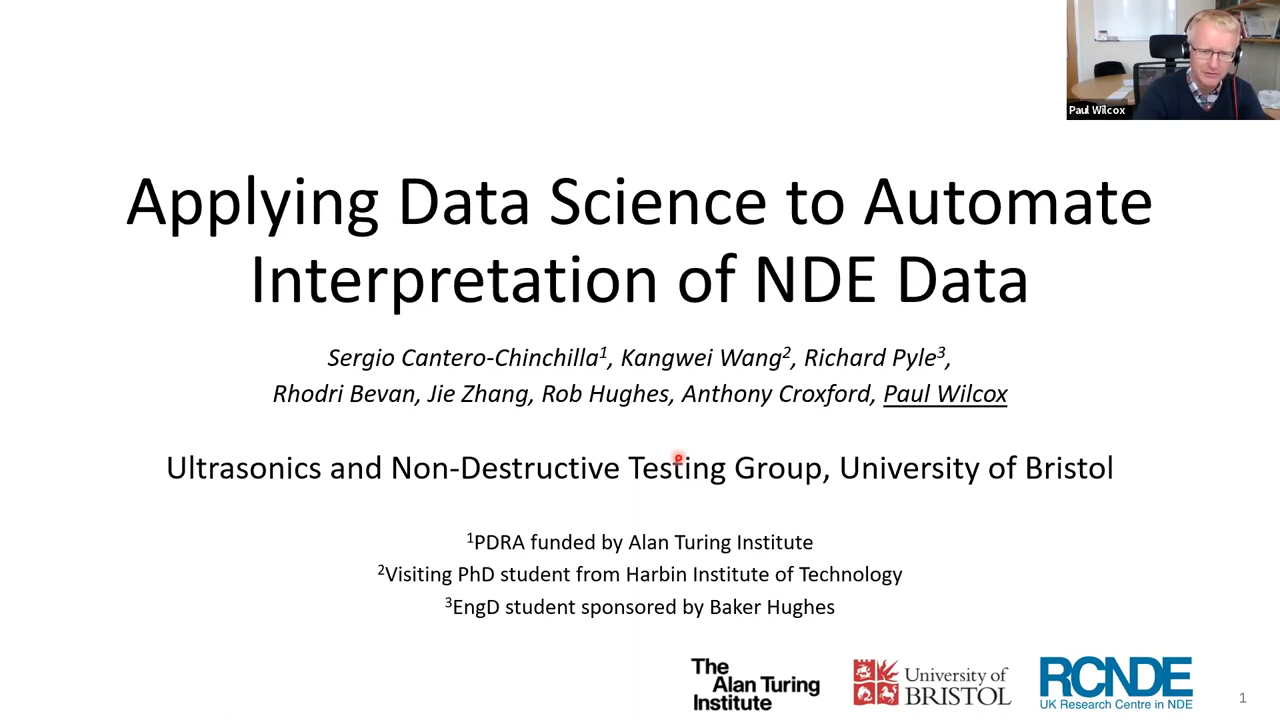 Paul Wilcox
Applying Data Science to Automate
Interpretation of NDE Data
Sergio Cantero-Chinchilla¹, Kangwei Wang², Richard Pyle³,
Rhodri Bevan, Jie Zhang, Rob Hughes, Anthony Croxford, Paul Wilcox
Ultrasonics and Non-Destructive Testing Group, University of Bristol
¹PDRA funded by Alan Turing Institute
²Visiting PhD student from Harbin Institute of Technology
³EngD student sponsored by Baker Hughes
The
Alan Turing
Institute
University of
BRISTOL
RCNDE
UK Research Centre in NDE
1